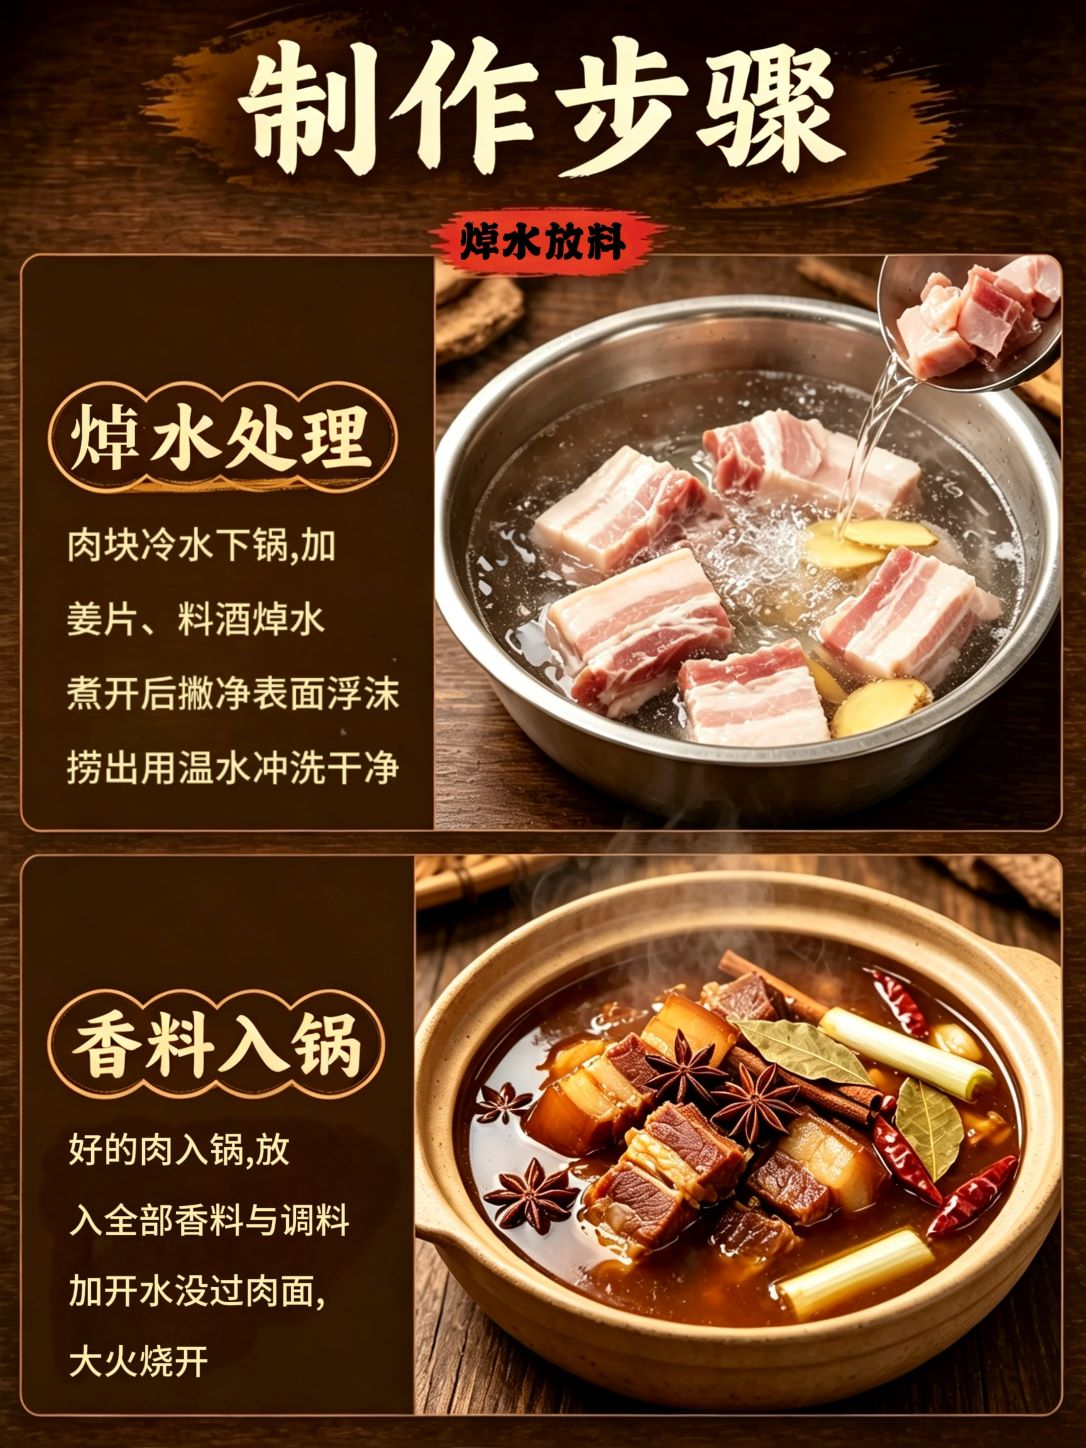 制作步骤
焯水放料
焯水处理
肉块冷水下锅,加
姜片、料酒焯水
煮开后撇净表面浮沫
捞出用温水冲洗干净
香料入锅
好的肉入锅,放
入全部香料与调料
加开水没过肉面,
大火烧开